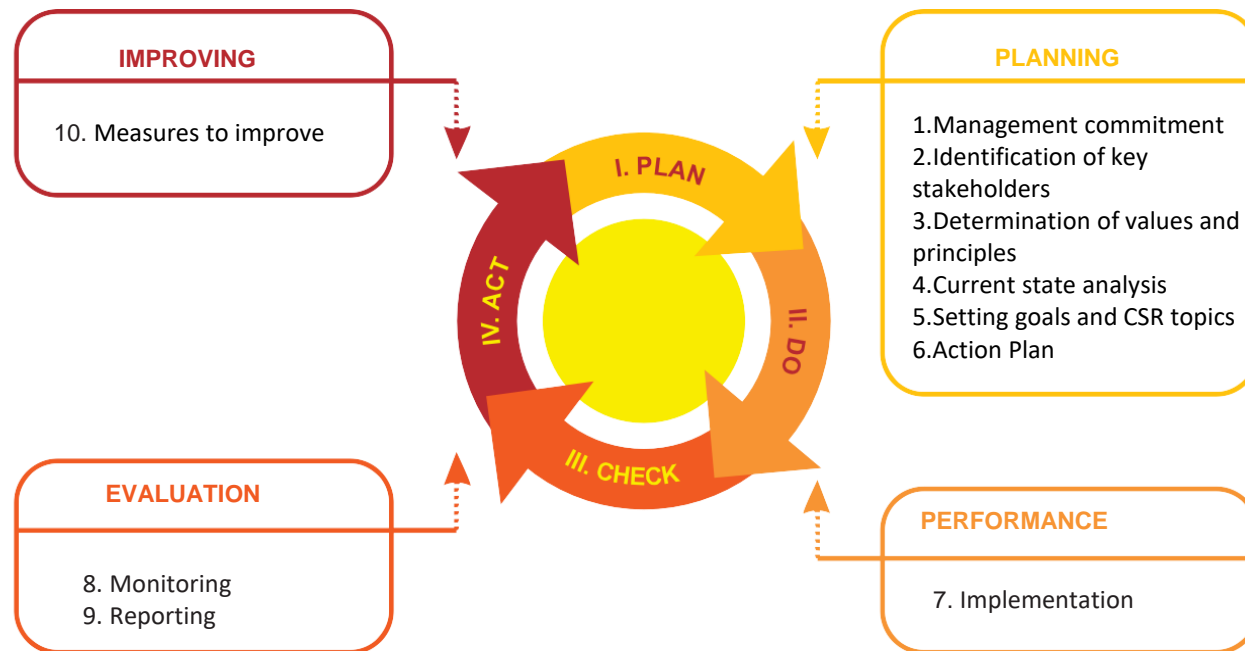 IMPROVING
10. Measures to improve
PLANNING
1.Management commitment
2.Identification of key
stakeholders
3.Determination of values and
principles
4.Current state analysis
5.Setting goals and CSR topics
6.Action Plan
I. PLAN
II. DO
III. CHECK
IV. ACT
EVALUATION
8. Monitoring
9. Reporting
PERFORMANCE
7. Implementation